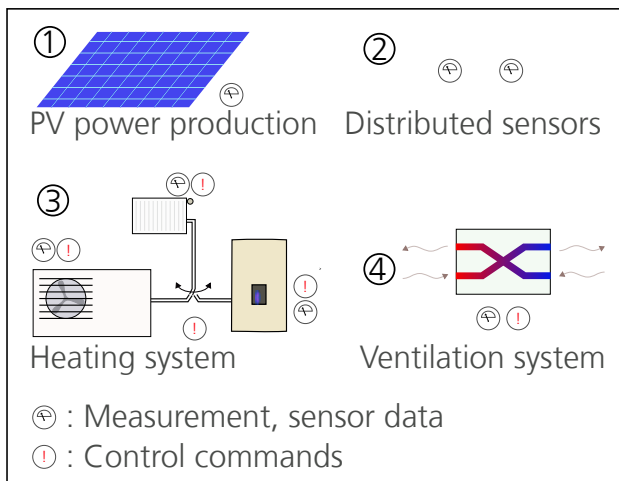 ①
②
PV power production
Distributed sensors
③
④
Heating system
Ventilation system
: Measurement, sensor data
! : Control commands